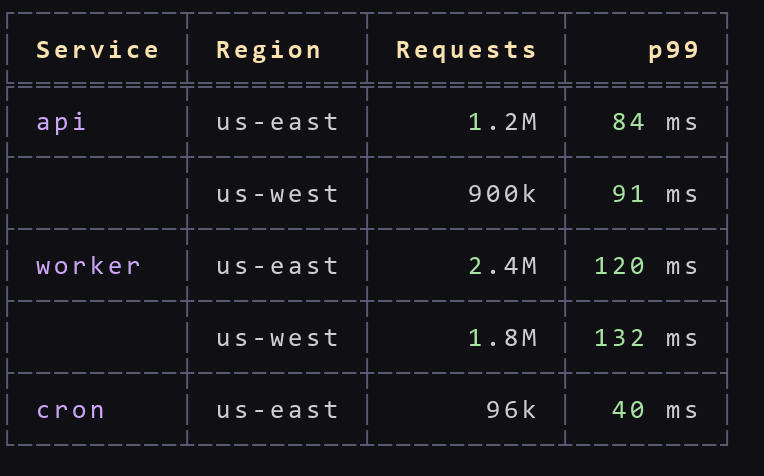 Service Region Requests p99
api us-east 1.2M 84 ms
us-west 900k 91 ms
worker us-east 2.4M 120 ms
us-west 1.8M 132 ms
cron us-east 96k 40 ms